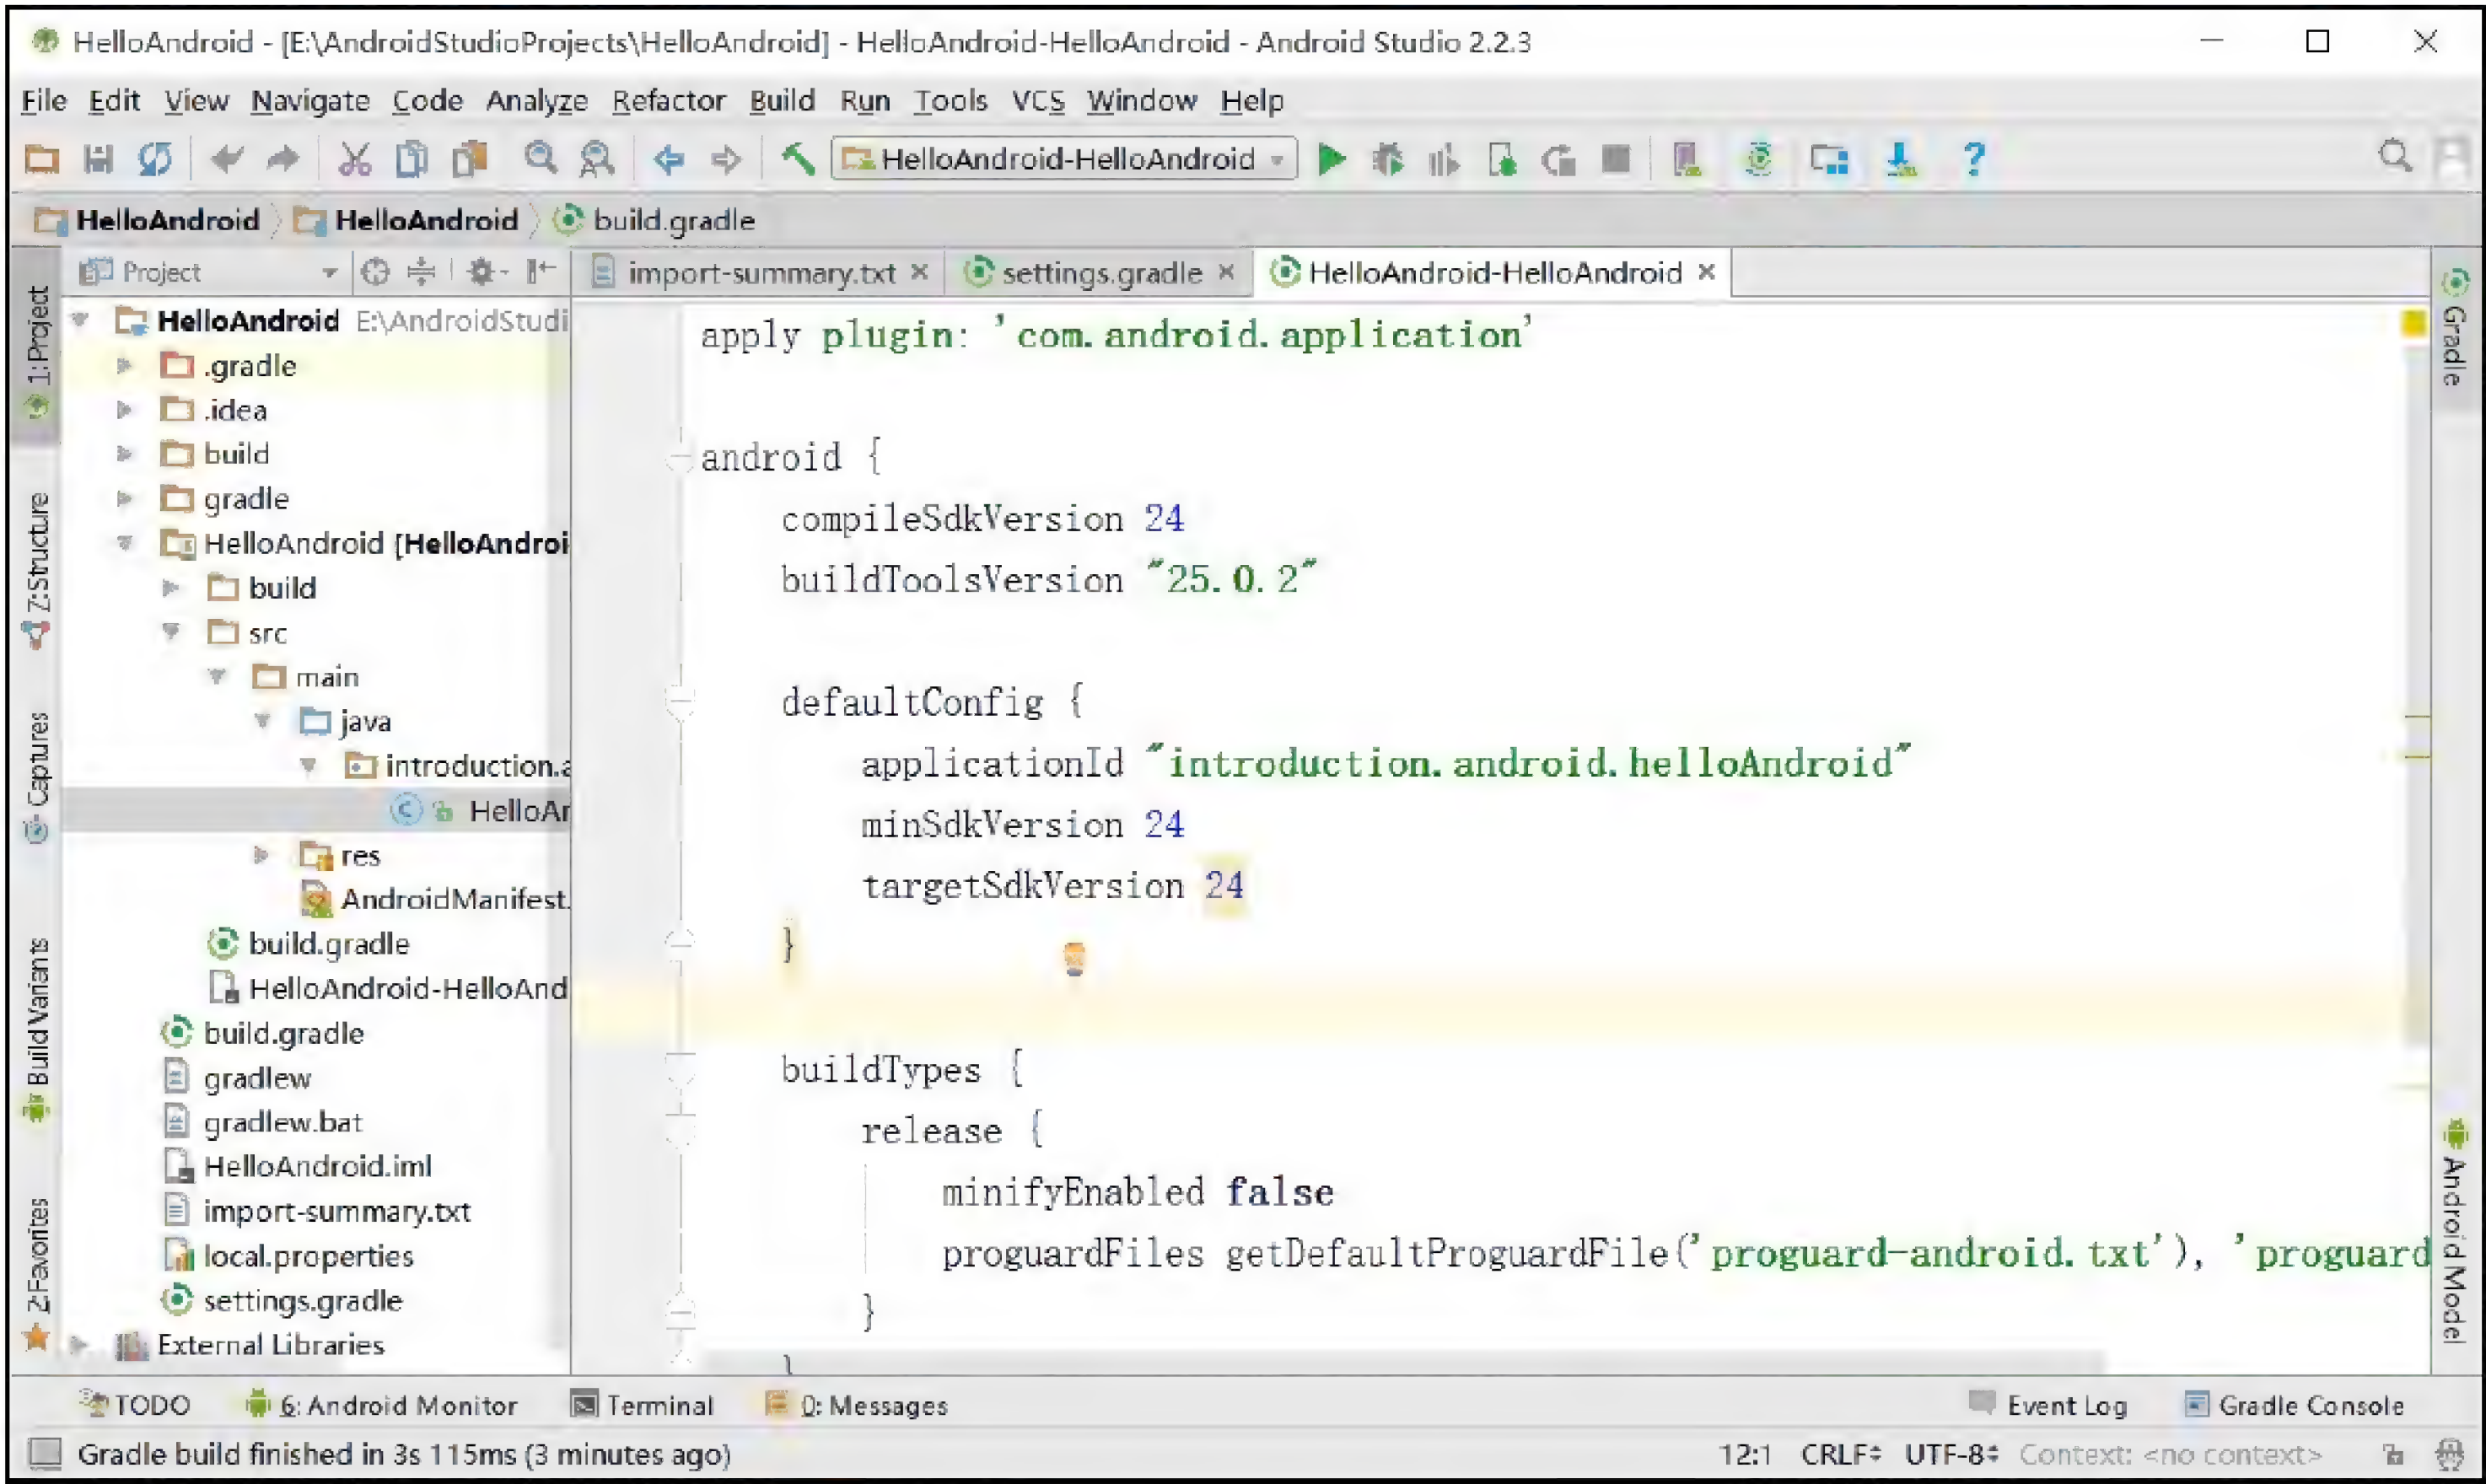 HelloAndroid - [E:\AndroidStudioProjects\HelloAndroid] - HelloAndroid-HelloAndroid - Android Studio 2.2.3
File Edit View Navigate Code Analyze Refactor Build Run Tools VCS Window Help
HelloAndroid-HelloAndroid
HelloAndroid HelloAndroid build.gradle
Project
import-summary.txt settings.gradle HelloAndroid-HelloAndroid
1:Project
Z:Structure
Captures
Build Variants
2:Favorites
HelloAndroid E:\AndroidStudi
.gradle
.idea
build
gradle
HelloAndroid [HelloAndroi
build
src
main
java
introduction.a
HelloAr
res
AndroidManifest.
build.gradle
HelloAndroid-HelloAnd
build.gradle
gradlew
gradlew.bat
HelloAndroid.iml
import-summary.txt
local.properties
settings.gradle
External Libraries
apply plugin: 'com.android.application'
android {
compileSdkVersion 24
buildToolsVersion "25.0.2"
defaultConfig {
applicationId "introduction.android.helloAndroid"
minSdkVersion 24
targetSdkVersion 24
}
buildTypes {
release {
minifyEnabled false
proguardFiles getDefaultProguardFile('proguard-android.txt'), 'proguard
}
}
Gradle
Android Model
TODO 6: Android Monitor Terminal 0: Messages Event Log Gradle Console
Gradle build finished in 3s 115ms (3 minutes ago) 12:1 CRLF UTF-8 Context: <no context>